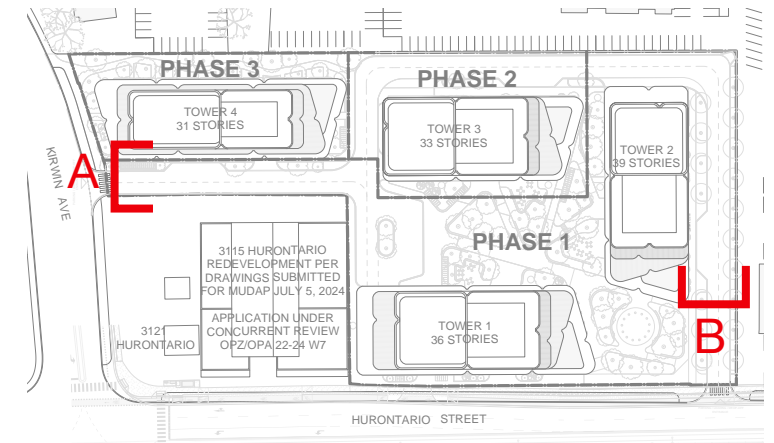 PHASE 3
TOWER 4
31 STORIES
PHASE 2
TOWER 3
33 STORIES
TOWER 2
39 STORIES
A
KIRWIN AVE
PHASE 1
3115 HURONTARIO
REDEVELOPMENT PER
DRAWINGS SUBMITTED
FOR MUDAP JULY 5, 2024
APPLICATION UNDER
CONCURRENT REVIEW
OPZ/OPA 22-24 W7
3121
HURONTARIO
TOWER 1
36 STORIES
B
HURONTARIO STREET